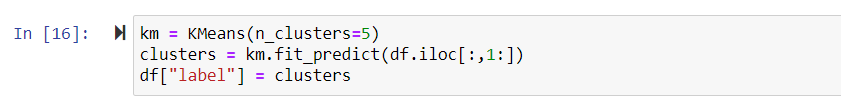 In [16]: km = KMeans(n_clusters=5)
clusters = km.fit_predict(df.iloc[:,1:])
df["label"] = clusters